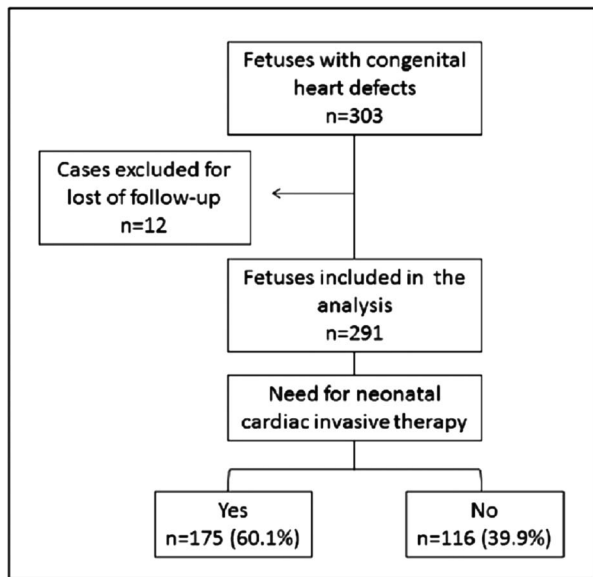 Fetuses with congenital
heart defects
n=303
Cases excluded for
lost of follow-up
n=12
Fetuses included in the
analysis
n=291
Need for neonatal
cardiac invasive therapy
Yes
n=175 (60.1%)
No
n=116 (39.9%)